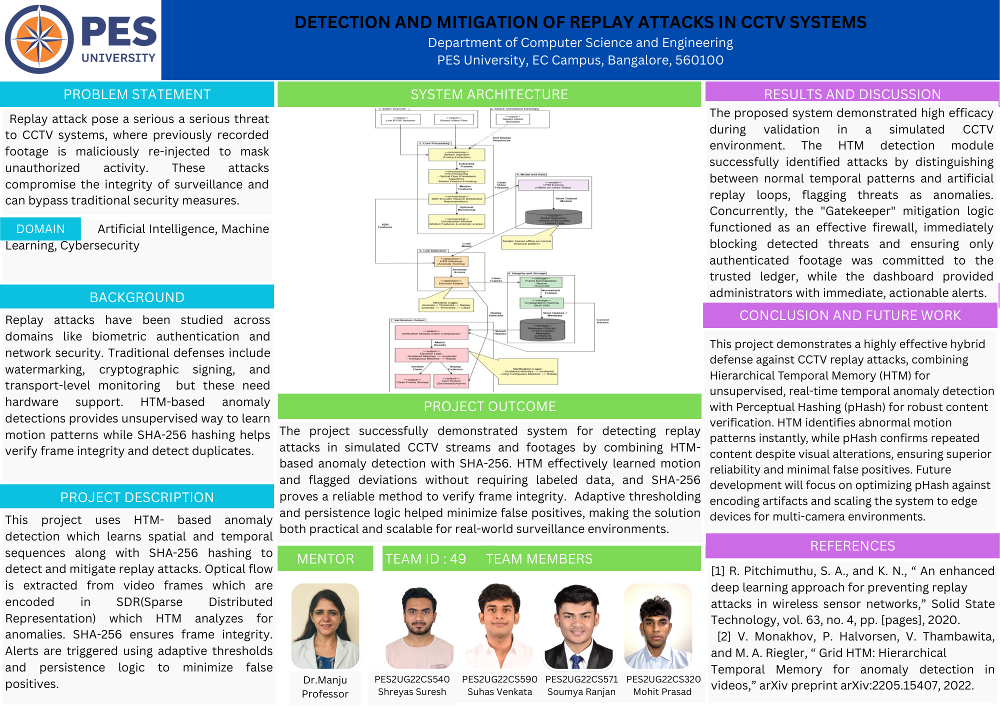 PES
UNIVERSITY
DETECTION AND MITIGATION OF REPLAY ATTACKS IN CCTV SYSTEMS
Department of Computer Science and Engineering
PES University, EC Campus, Bangalore, 560100
PROBLEM STATEMENT
Replay attack pose a serious a serious threat
to CCTV systems, where previously recorded
footage is maliciously re-injected to mask
unauthorized activity. These attacks
compromise the integrity of surveillance and
can bypass traditional security measures.
DOMAIN
Artificial Intelligence, Machine
Learning, Cybersecurity
BACKGROUND
Replay attacks have been studied across
domains like biometric authentication and
network security. Traditional defenses include
watermarking, cryptographic signing, and
transport-level monitoring but these need
hardware support. HTM-based anomaly
detections provides unsupervised way to learn
motion patterns while SHA-256 hashing helps
verify frame integrity and detect duplicates.
PROJECT DESCRIPTION
This project uses HTM- based anomaly
detection which learns spatial and temporal
sequences along with SHA-256 hashing to
detect and mitigate replay attacks. Optical flow
is extracted from video frames which are
encoded in SDR(Sparse Distributed
Representation) which HTM analyzes for
anomalies. SHA-256 ensures frame integrity.
Alerts are triggered using adaptive thresholds
and persistence logic to minimize false
positives.
SYSTEM ARCHITECTURE
1. Video Sources
<<input>>
Live RTSP Streams
<<input>>
Stored Video Files
2. Attack Simulation (Testing)
<<input>>
Replay Attack
Simulator
Test Replay
Sequences
3. Core Processing
<<processing>>
Stream Ingestion
(Frame Extraction)
Extracted
Frames
<<processing>>
Pre Processing
- Optical Flow (Farneback
Algorithm)
- Motion Feature Encoding
Motion
Features
<<processing>>
SDR Encoder (Sparse Distributed
Representation)
Optional
Monitoring
<<processing>>
Visualization Module
(Motion Features & anomaly scores)
Clean
Video
Features
4. Model and Data
<<model>>
HTM Training
(Offline on Clean Video)
Store Trained
Models
<<model>>
Model Repository
- Trained HTM models
- Feature Data
Models trained offline on normal
temporal patterns
SDR
Features
Load
Model
5. Live Detection
<<detection>>
HTM Inference
(Anomaly Scoring)
Anomaly
Scores
<<detection>>
Decision Engine
Clean
Frames
Decision Logic:
Anomaly > Threshold --> Replay
Anomaly <= Threshold --> Clean
Replay
Detected
6. Integrity and Storage
<<storage>>
Frame Normalization
- Resize
- Grayscale
Normalized
Frames
<<storage>>
Cryptographic Hashing
(SHA-256)
Store Hashes +
Metadata
<<storage>>
Database (SQLite)
- Frame Hashes
- Metadata
- Camera ID
- Timestamps
Current
Hashes
Stored
Hashes
7. Verification Output
<<output>>
Verification Module (Hash Comparison)
Match
Results
<<output>>
Decision Logic:
- Scattered Matches --> Incidental
- Contiguous Matches --> Replay
Verified
Clean
Replay
Evidence
<<output>>
Clean Frame Storage
<<output>>
Alert System
(Dashboard/Admin)
Verification Logic:
- Scattered Matches --> Incidental
- Long Contiguous Matches --> Replay
PROJECT OUTCOME
The project successfully demonstrated system for detecting replay
attacks in simulated CCTV streams and footages by combining HTM-
based anomaly detection with SHA-256. HTM effectively learned motion
and flagged deviations without requiring labeled data, and SHA-256
proves a reliable method to verify frame integrity. Adaptive thresholding
and persistence logic helped minimize false positives, making the solution
both practical and scalable for real-world surveillance environments.
MENTOR
TEAM ID : 49 TEAM MEMBERS
Dr.Manju
Professor
PES2UG22CS540
Shreyas Suresh
PES2UG22CS590
Suhas Venkata
PES2UG22CS571
Soumya Ranjan
PES2UG22CS320
Mohit Prasad
RESULTS AND DISCUSSION
The proposed system demonstrated high efficacy
during validation in a simulated CCTV
environment. The HTM detection module
successfully identified attacks by distinguishing
between normal temporal patterns and artificial
replay loops, flagging threats as anomalies.
Concurrently, the "Gatekeeper" mitigation logic
functioned as an effective firewall, immediately
blocking detected threats and ensuring only
authenticated footage was committed to the
trusted ledger, while the dashboard provided
administrators with immediate, actionable alerts.
CONCLUSION AND FUTURE WORK
This project demonstrates a highly effective hybrid
defense against CCTV replay attacks, combining
Hierarchical Temporal Memory (HTM) for
unsupervised, real-time temporal anomaly detection
with Perceptual Hashing (pHash) for robust content
verification. HTM identifies abnormal motion
patterns instantly, while pHash confirms repeated
content despite visual alterations, ensuring superior
reliability and minimal false positives. Future
development will focus on optimizing pHash against
encoding artifacts and scaling the system to edge
devices for multi-camera environments.
REFERENCES
[1] R. Pitchimuthu, S. A., and K. N., “ An enhanced
deep learning approach for preventing replay
attacks in wireless sensor networks,” Solid State
Technology, vol. 63, no. 4, pp. [pages], 2020.
[2] V. Monakhov, P. Halvorsen, V. Thambawita,
and M. A. Riegler, “ Grid HTM: Hierarchical
Temporal Memory for anomaly detection in
videos,” arXiv preprint arXiv:2205.15407, 2022.